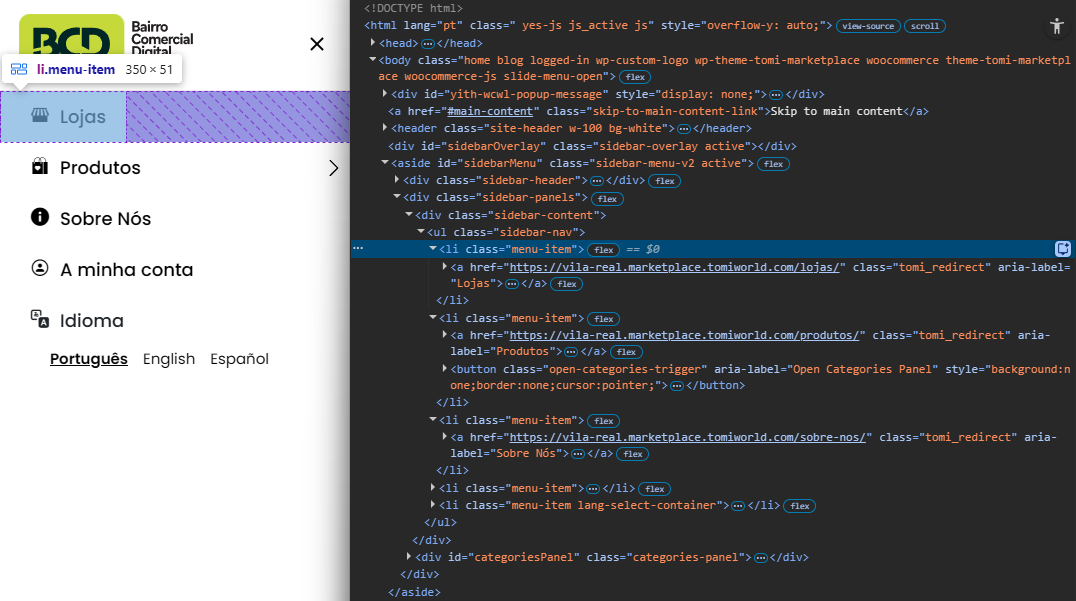 BCD
Bairro
Comercial
Digital
li.menu-item 350 × 51
Lojas
Produtos
Sobre Nós
A minha conta
Idioma
Português English Español
<!DOCTYPE html>
<html lang="pt" class=" yes-js js_active js" style="overflow-y: auto;"> view-source scroll
<head> ⋯ </head>
<body class="home blog logged-in wp-custom-logo wp-theme-tomi-marketplace woocommerce theme-tomi-marketpl
ace woocommerce-js slide-menu-open"> flex
<div id="yith-wcwl-popup-message" style="display: none;"> ⋯ </div>
<a href="#main-content" class="skip-to-main-content-link">Skip to main content</a>
<header class="site-header w-100 bg-white"> ⋯ </header>
<div id="sidebarOverlay" class="sidebar-overlay active"></div>
<aside id="sidebarMenu" class="sidebar-menu-v2 active"> flex
<div class="sidebar-header"> ⋯ </div> flex
<div class="sidebar-panels"> flex
<div class="sidebar-content">
<ul class="sidebar-nav">
⋯ <li class="menu-item"> flex == $0
<a href="https://vila-real.marketplace.tomiworld.com/lojas/" class="tomi_redirect" aria-label=
"Lojas"> ⋯ </a> flex
</li>
<li class="menu-item"> flex
<a href="https://vila-real.marketplace.tomiworld.com/produtos/" class="tomi_redirect" aria-
label="Produtos"> ⋯ </a> flex
<button class="open-categories-trigger" aria-label="Open Categories Panel" style="background:n
one;border:none;cursor:pointer;"> ⋯ </button>
</li>
<li class="menu-item"> flex
<a href="https://vila-real.marketplace.tomiworld.com/sobre-nos/" class="tomi_redirect" aria-
label="Sobre Nós"> ⋯ </a> flex
</li>
<li class="menu-item"> ⋯ </li> flex
<li class="menu-item lang-select-container"> ⋯ </li> flex
</ul>
</div>
<div id="categoriesPanel" class="categories-panel"> ⋯ </div>
</div>
</aside>